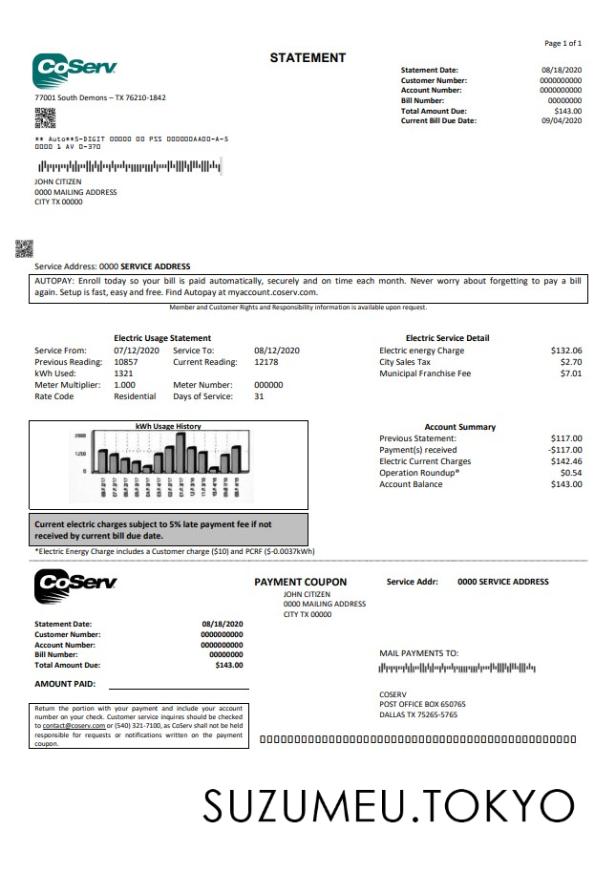 Page 1 of 1
STATEMENT
CoServ
77001 South Demons – TX 76210-1842
Statement Date: 08/18/2020
Customer Number: 0000000000
Account Number: 0000000000
Bill Number: 00000000
Total Amount Due: $143.00
Current Bill Due Date: 09/04/2020
** Auto**5-DIGIT 00000 00 PSS 000000AA00-A-5
0000 1 AV 0-370
JOHN CITIZEN
0000 MAILING ADDRESS
CITY TX 00000
Service Address: 0000 SERVICE ADDRESS
AUTOPAY: Enroll today so your bill is paid automatically, securely and on time each month. Never worry about forgetting to pay a bill
again. Setup is fast, easy and free. Find Autopay at myaccount.coserv.com.
Member and Customer Rights and Responsibility information is available upon request.
Electric Usage Statement
Service From: 07/12/2020 Service To: 08/12/2020
Previous Reading: 10857 Current Reading: 12178
kWh Used: 1321
Meter Multiplier: 1.000 Meter Number: 000000
Rate Code Residential Days of Service: 31
Electric Service Detail
Electric energy Charge $132.06
City Sales Tax $2.70
Municipal Franchise Fee $7.01
kWh Usage History
1200
0
Account Summary
Previous Statement: $117.00
Payment(s) received -$117.00
Electric Current Charges $142.46
Operation Roundup® $0.54
Account Balance $143.00
Current electric charges subject to 5% late payment fee if not
received by current bill due date.
*Electric Energy Charge includes a Customer charge ($10) and PCRF ($-0.0037kWh)
CoServ
PAYMENT COUPON
Service Addr: 0000 SERVICE ADDRESS
JOHN CITIZEN
0000 MAILING ADDRESS
CITY TX 00000
Statement Date: 08/18/2020
Customer Number: 0000000000
Account Number: 0000000000
Bill Number: 00000000
Total Amount Due: $143.00
AMOUNT PAID:
MAIL PAYMENTS TO:
COSERV
POST OFFICE BOX 650765
DALLAS TX 75265-5765
Return the portion with your payment and include your account
number on your check. Customer service inquires should be checked
to contact@coserv.com or (540) 321-7100, as CoServ shall not be held
responsible for requests or notifications written on the payment
coupon.
SUZUMEU.TOKYO